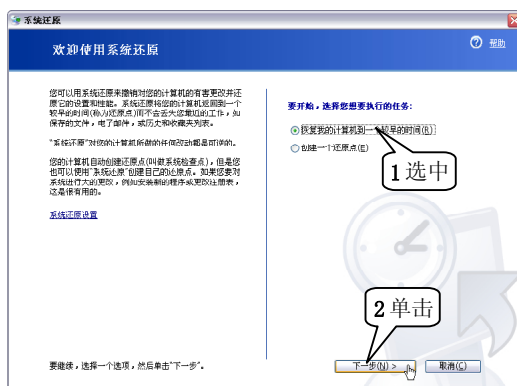 系统还原
欢迎使用系统还原
帮助
您可以用系统还原来撤销对您的计算机的有害更改并还
原它的设置和性能。系统还原将您的计算机返回到一个
较早的时间(称为还原点)而不会丢失您最近的工作，如
保存的文件，电子邮件，或历史和收藏夹列表。
“系统还原”对您的计算机所做的任何改动都是可逆的。
您的计算机自动创建还原点(叫做系统检查点)，但是您
也可以使用“系统还原”创建自己的还原点。如果您要对
系统进行大的更改，例如安装新的程序或更改注册表，
这是很有用的。
系统还原设置
要开始，选择您想要执行的任务:
恢复我的计算机到一个较早的时间(R)
创建一个还原点(E)
1选中
2单击
要继续，选择一个选项，然后单击“下一步”。
下一步(N) >
取消(C)